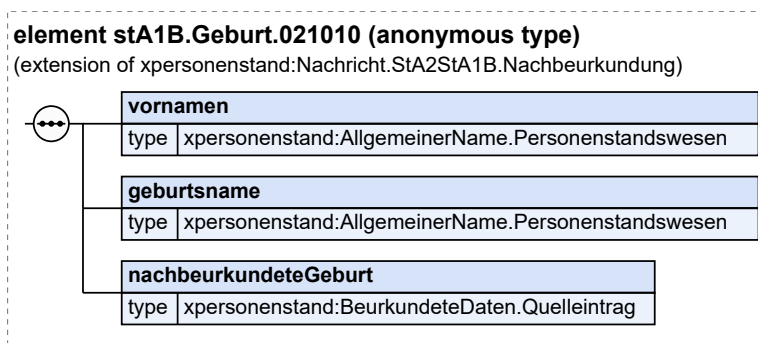 element stA1B.Geburt.021010 (anonymous type)
(extension of xpersonenstand:Nachricht.StA2StA1B.Nachbeurkundung)
vornamen
type xpersonenstand:AllgemeinerName.Personenstandswesen
geburtsname
type xpersonenstand:AllgemeinerName.Personenstandswesen
nachbeurkundeteGeburt
type xpersonenstand:BeurkundeteDaten.Quelleintrag